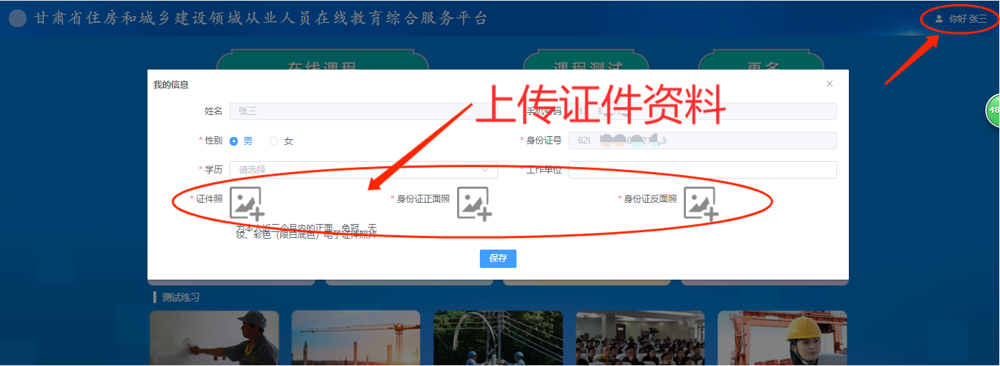 甘肃省住房和城乡建设领域从业人员在线教育综合服务平台
你好 张三
在线课程
课程测试
更多
我的信息
上传证件资料
姓名 张三
手机号码
* 性别 男 女
* 身份证号 620
* 学历 请选择
* 工作单位
* 证件照
* 身份证正面照
* 身份证反面照
为本人近三个月内的正面、免冠、无
妆、彩色（限白底色）电子证件照片
保存
测试练习
48